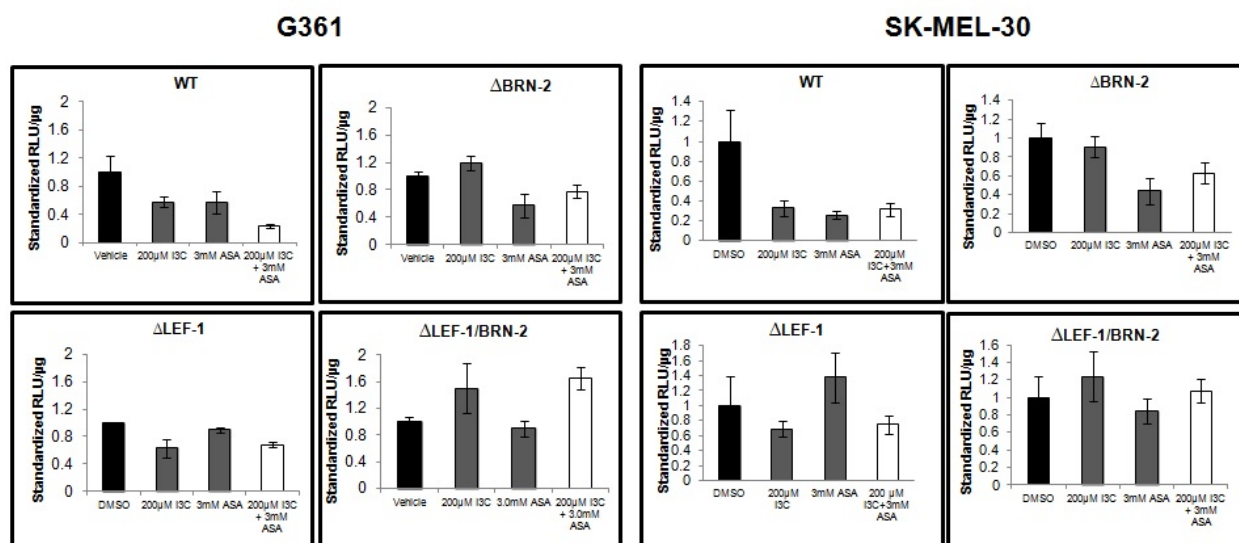 G361
SK-MEL-30
WT
Standardized RLU/µg
2
1.6
1.2
0.8
0.4
0
Vehicle
200µM I3C
3mM ASA
200µM I3C
+ 3mM
ASA
ΔBRN-2
Standardized RLU/µg
2
1.6
1.2
0.8
0.4
0
Vehicle
200µM I3C
3mM ASA
200µM I3C
+ 3mM
ASA
WT
Standardized RLU/µg
1.4
1.2
1
0.8
0.6
0.4
0.2
0
DMSO
200µM I3C
3mM ASA
200µM
I3C+3mM
ASA
ΔBRN-2
Standardized RLU/µg
1.4
1.2
1
0.8
0.6
0.4
0.2
0
DMSO
200µM I3C
3mM ASA
200µM I3C
+ 3mM
ASA
ΔLEF-1
Standardized RLU/µg
2
1.6
1.2
0.8
0.4
0
DMSO
200µM I3C
3mM ASA
200µM I3C
+ 3mM
ASA
ΔLEF-1/BRN-2
Standardized RLU/µg
2
1.6
1.2
0.8
0.4
0
Vehicle
200µM I3C
3.0mM ASA
200µM I3C
+ 3.0mM
ASA
ΔLEF-1
Standardized RLU/µg
1.8
1.6
1.4
1.2
1
0.8
0.6
0.4
0.2
0
DMSO
200µM
I3C
3mM ASA
200 µM
I3C+3mM
ASA
ΔLEF-1/BRN-2
Standardized RLU/µg
1.6
1.4
1.2
1
0.8
0.6
0.4
0.2
0
DMSO
200µM I3C
3mM ASA
200µM I3C
+ 3mM
ASA